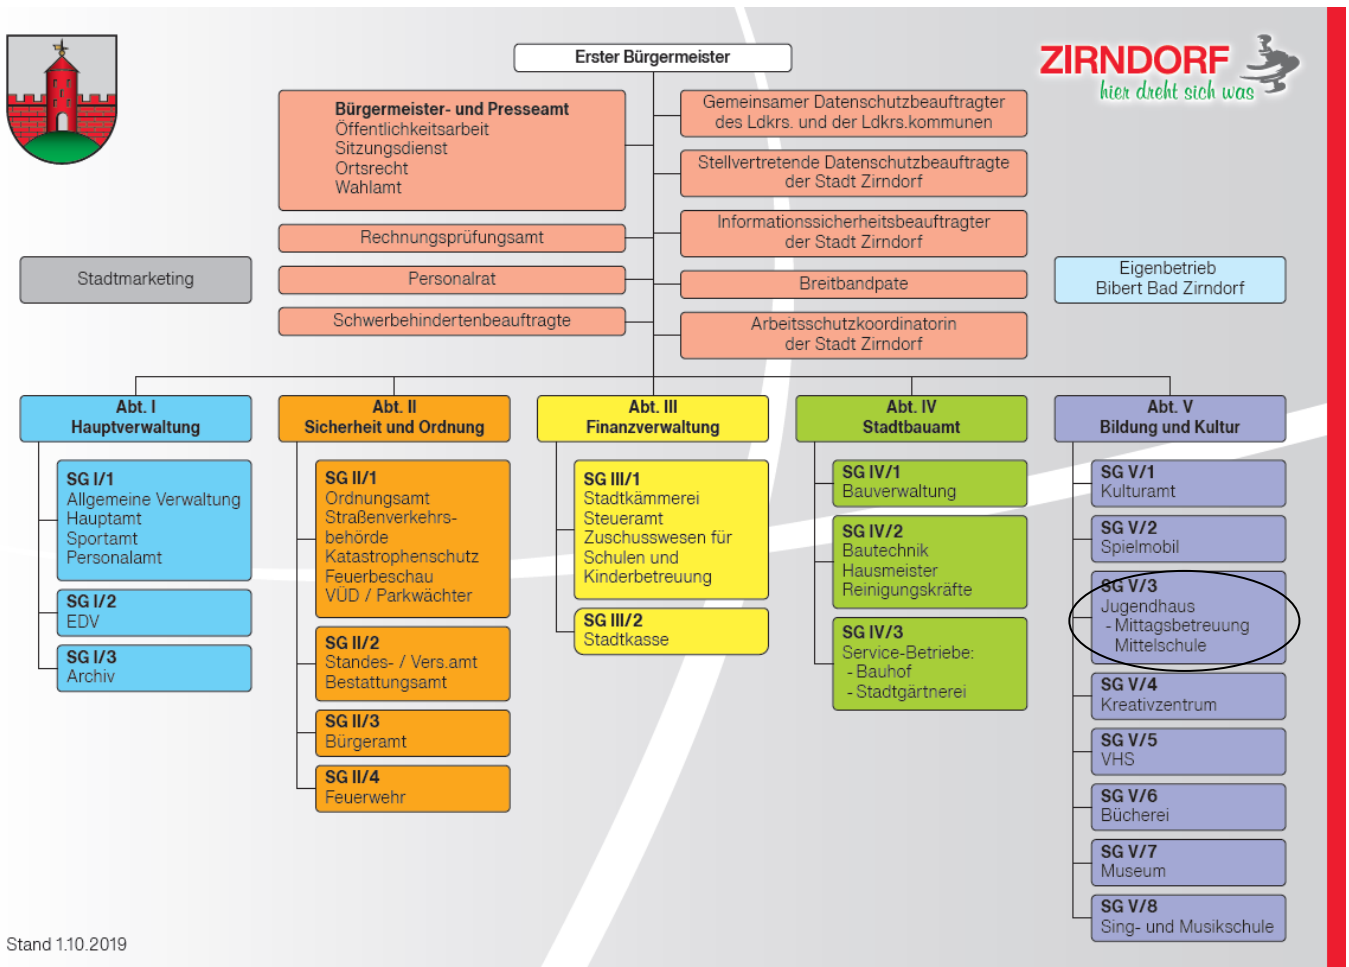 Erster Bürgermeister
ZIRNDORF
hier dreht sich was
Bürgermeister- und Presseamt
Öffentlichkeitsarbeit
Sitzungsdienst
Ortsrecht
Wahlamt
Rechnungsprüfungsamt
Personalrat
Schwerbehindertenbeauftragte
Gemeinsamer Datenschutzbeauftragter
des Ldkrs. und der Ldkrs.kommunen
Stellvertretende Datenschutzbeauftragte
der Stadt Zirndorf
Informationssicherheitsbeauftragter
der Stadt Zirndorf
Breitbandpate
Arbeitsschutzkoordinatorin
der Stadt Zirndorf
Stadtmarketing
Eigenbetrieb
Bibert Bad Zirndorf
Abt. I
Hauptverwaltung
SG I/1
Allgemeine Verwaltung
Hauptamt
Sportamt
Personalamt
SG I/2
EDV
SG I/3
Archiv
Abt. II
Sicherheit und Ordnung
SG II/1
Ordnungsamt
Straßenverkehrs-
behörde
Katastrophenschutz
Feuerbeschau
VÜD / Parkwächter
SG II/2
Standes- / Vers.amt
Bestattungsamt
SG II/3
Bürgeramt
SG II/4
Feuerwehr
Abt. III
Finanzverwaltung
SG III/1
Stadtkämmerei
Steueramt
Zuschusswesen für
Schulen und
Kinderbetreuung
SG III/2
Stadtkasse
Abt. IV
Stadtbauamt
SG IV/1
Bauverwaltung
SG IV/2
Bautechnik
Hausmeister
Reinigungskräfte
SG IV/3
Service-Betriebe:
- Bauhof
- Stadtgärtnerei
Abt. V
Bildung und Kultur
SG V/1
Kulturamt
SG V/2
Spielmobil
SG V/3
Jugendhaus
- Mittagsbetreuung
Mittelschule
SG V/4
Kreativzentrum
SG V/5
VHS
SG V/6
Bücherei
SG V/7
Museum
SG V/8
Sing- und Musikschule
Stand 1.10.2019